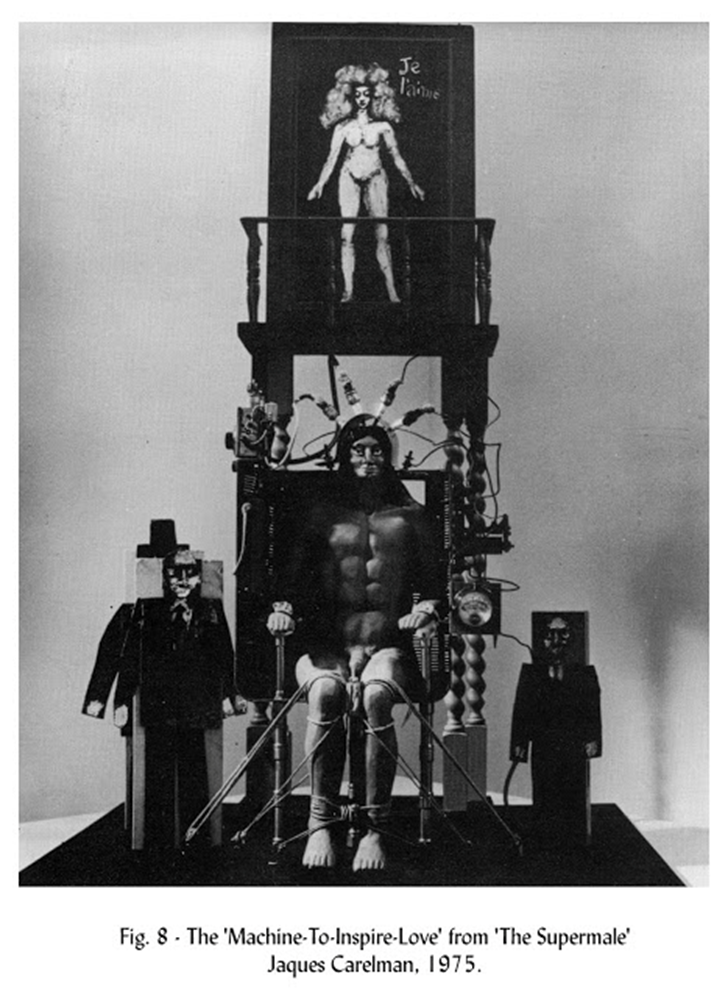 Je
l'aime
Fig. 8 - The 'Machine-To-Inspire-Love' from 'The Supermale'
Jaques Carelman, 1975.